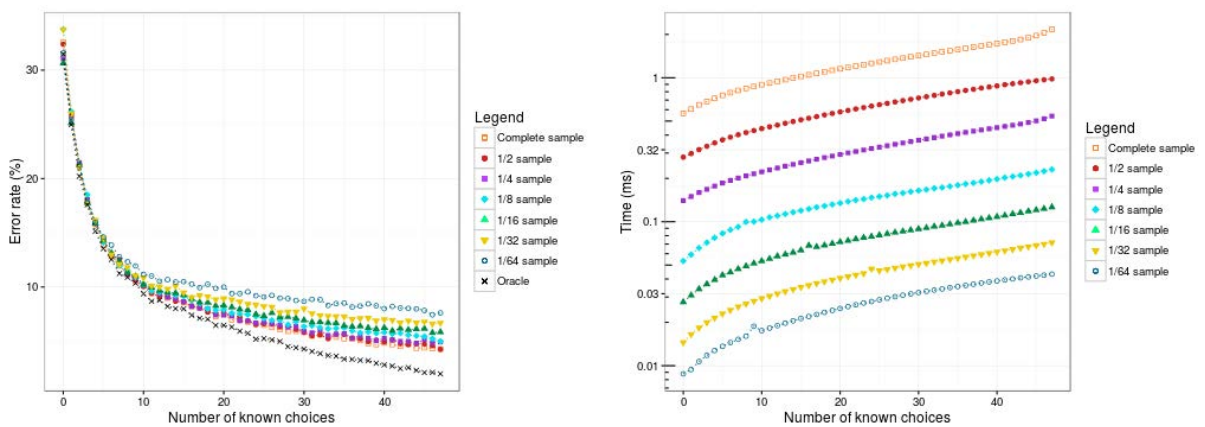 30
20
10
Error rate (%)
0
10
20
30
40
Number of known choices
Legend
Complete sample
1/2 sample
1/4 sample
1/8 sample
1/16 sample
1/32 sample
1/64 sample
Oracle
1
0.32
0.1
0.03
0.01
Time (ms)
0
10
20
30
40
Number of known choices
Legend
Complete sample
1/2 sample
1/4 sample
1/8 sample
1/16 sample
1/32 sample
1/64 sample